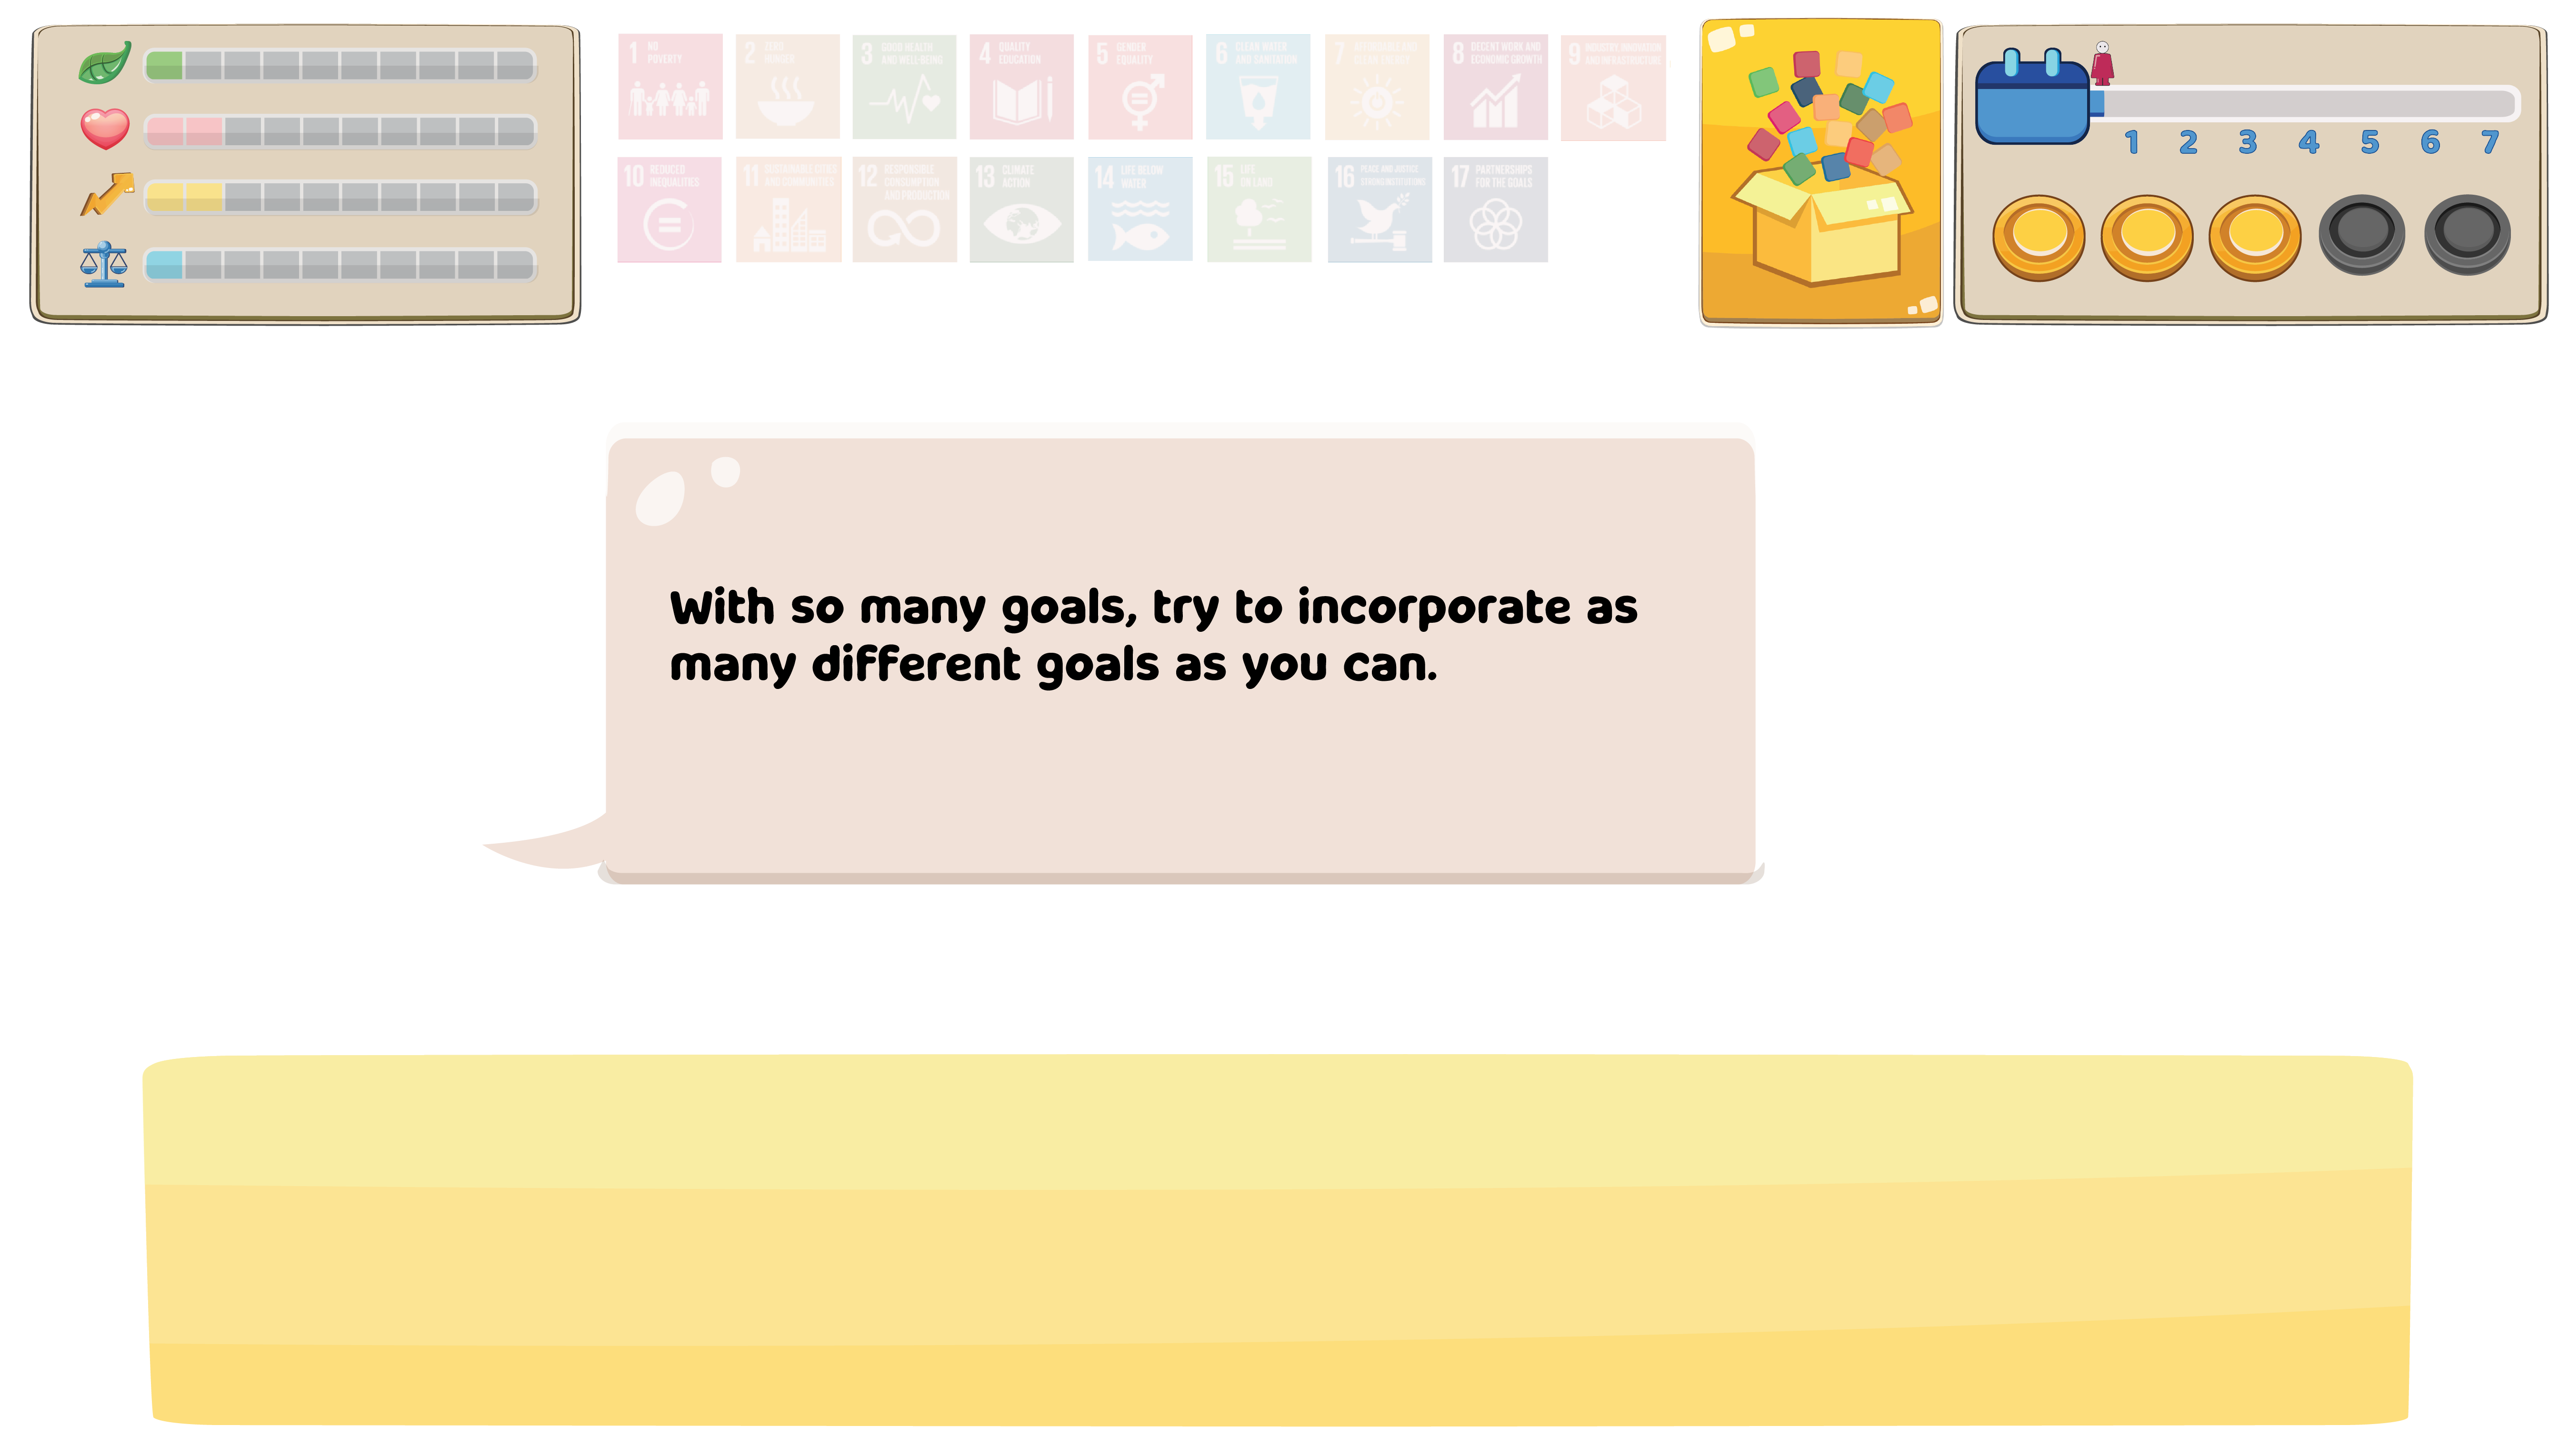 1 NO
POVERTY
2 ZERO
HUNGER
3 GOOD HEALTH
AND WELL-BEING
4 QUALITY
EDUCATION
5 GENDER
EQUALITY
6 CLEAN WATER
AND SANITATION
7 AFFORDABLE AND
CLEAN ENERGY
8 DECENT WORK AND
ECONOMIC GROWTH
9 INDUSTRY, INNOVATION
AND INFRASTRUCTURE
10 REDUCED
INEQUALITIES
11 SUSTAINABLE CITIES
AND COMMUNITIES
12 RESPONSIBLE
CONSUMPTION
AND PRODUCTION
13 CLIMATE
ACTION
14 LIFE BELOW
WATER
15 LIFE
ON LAND
16 PEACE AND JUSTICE
STRONG INSTITUTIONS
17 PARTNERSHIPS
FOR THE GOALS
1 2 3 4 5 6 7
With so many goals, try to incorporate as
many different goals as you can.